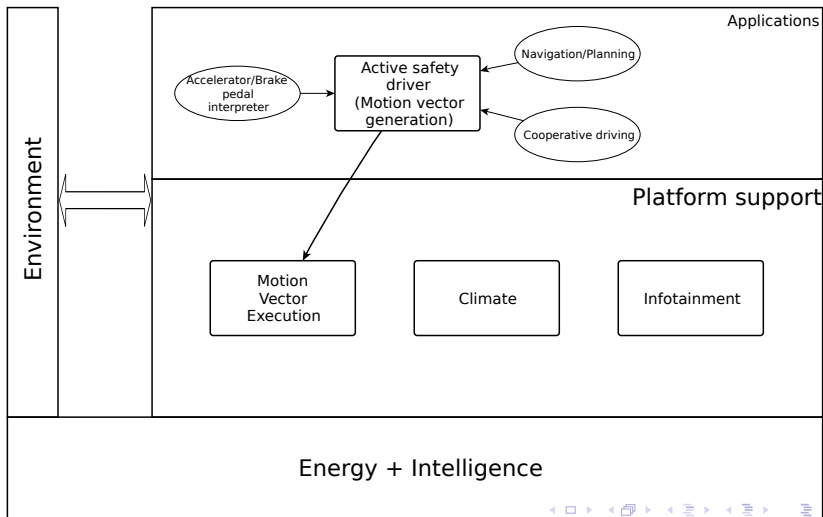 Applications
Navigation/Planning
Active safety
driver
(Motion vector
generation)
Accelerator/Brake
pedal
interpreter
Cooperative driving
Environment
Platform support
Motion
Vector
Execution
Climate
Infotainment
Energy + Intelligence